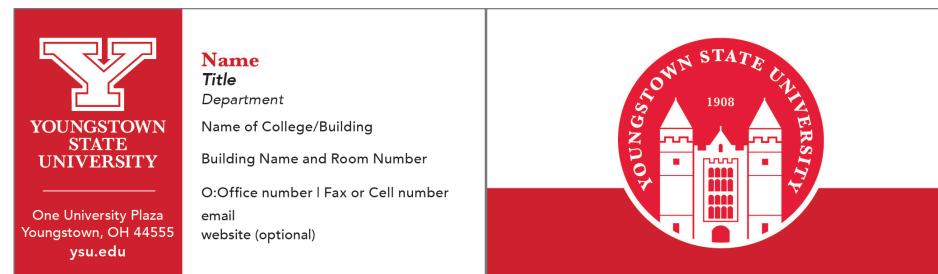 Y
YOUNGSTOWN
STATE
UNIVERSITY
One University Plaza
Youngstown, OH 44555
ysu.edu
Name
Title
Department
Name of College/Building
Building Name and Room Number
O:Office number | Fax or Cell number
email
website (optional)
YOUNGSTOWN STATE UNIVERSITY
1908